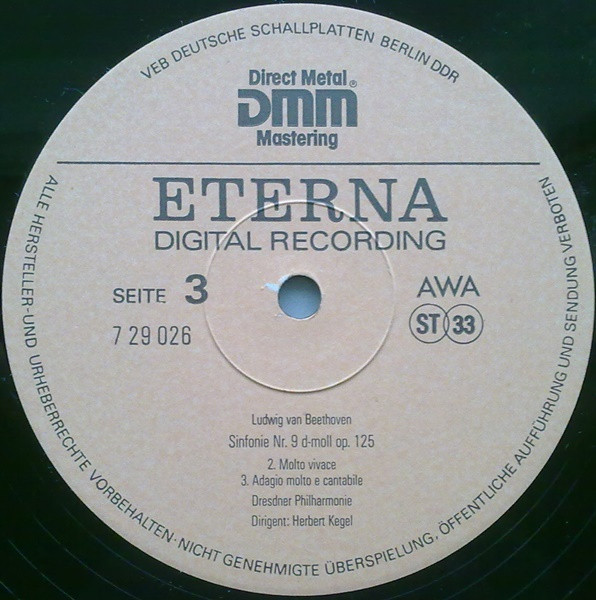 VEB DEUTSCHE SCHALLPLATTEN BERLIN DDR
Direct Metal
DMM®
Mastering
ETERNA
DIGITAL RECORDING
SEITE 3
AWA
7 29 026
ST 33
Ludwig van Beethoven
Sinfonie Nr. 9 d-moll op. 125
2. Molto vivace
3. Adagio molto e cantabile
Dresdner Philharmonie
Dirigent: Herbert Kegel
ALLE HERSTELLER-UND URHEBERRECHTE VORBEHALTEN · NICHT GENEHMIGTE ÜBERSPIELUNG, ÖFFENTLICHE AUFFÜHRUNG UND SENDUNG VERBOTEN